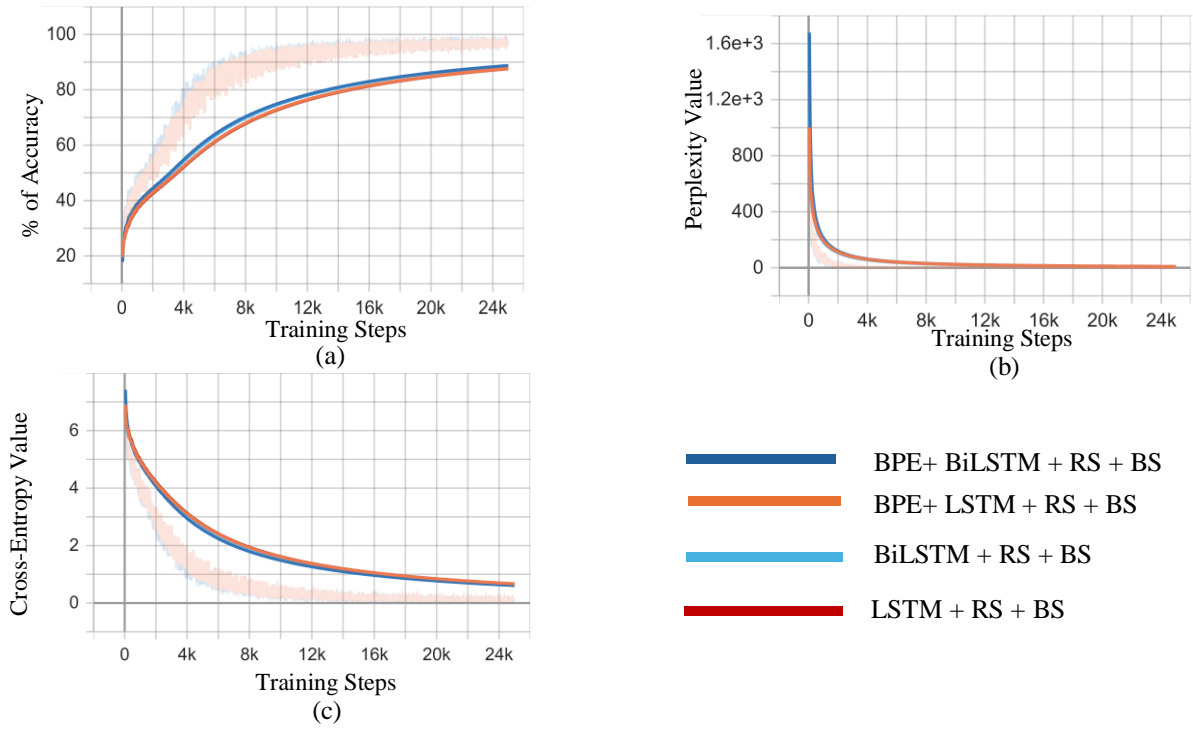 % of Accuracy
100
80
60
40
20
0 4k 8k 12k 16k 20k 24k
Training Steps
(a)
Perplexity Value
1.6e+3
1.2e+3
800
400
0
0 4k 8k 12k 16k 20k 24k
Training Steps
(b)
Cross-Entropy Value
6
4
2
0
0 4k 8k 12k 16k 20k 24k
Training Steps
(c)
BPE+ BiLSTM + RS + BS
BPE+ LSTM + RS + BS
BiLSTM + RS + BS
LSTM + RS + BS